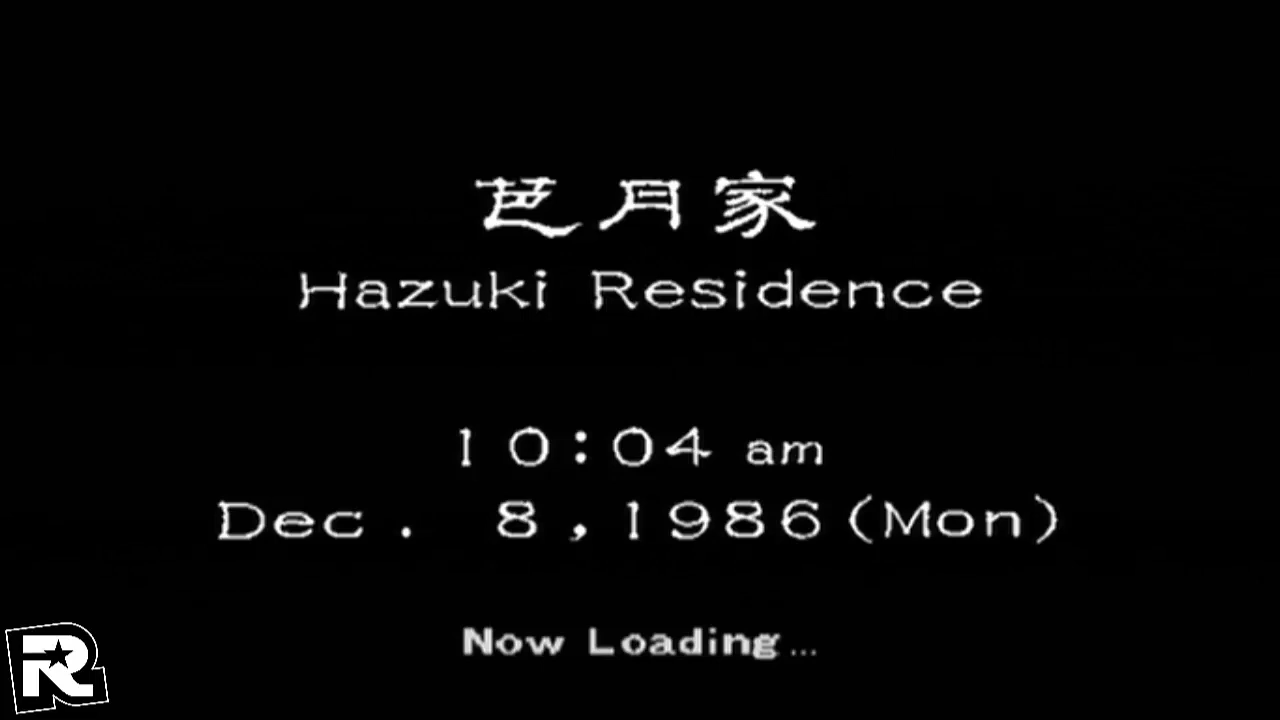 芭月家
Hazuki Residence
10:04 am
Dec. 8,1986(Mon)
Now Loading...
R